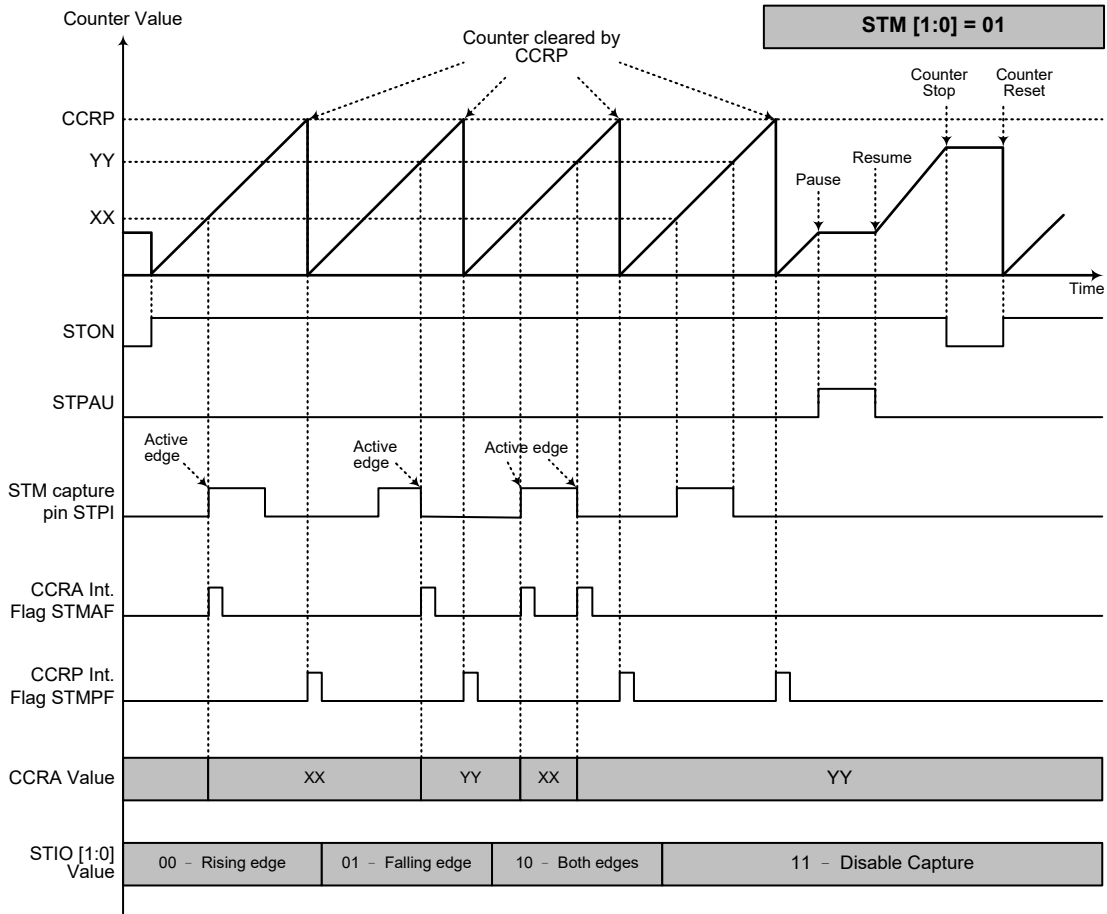 Counter Value
STM [1:0] = 01
Counter cleared by
CCRP
Counter
Stop
Counter
Reset
CCRP
YY
Resume
Pause
XX
Time
STON
STPAU
Active
edge
Active
edge
Active edge
STM capture
pin STPI
CCRA Int.
Flag STMAF
CCRP Int.
Flag STMPF
CCRA Value
XX
YY
XX
YY
STIO [1:0]
Value
00 – Rising edge
01 – Falling edge
10 – Both edges
11 – Disable Capture